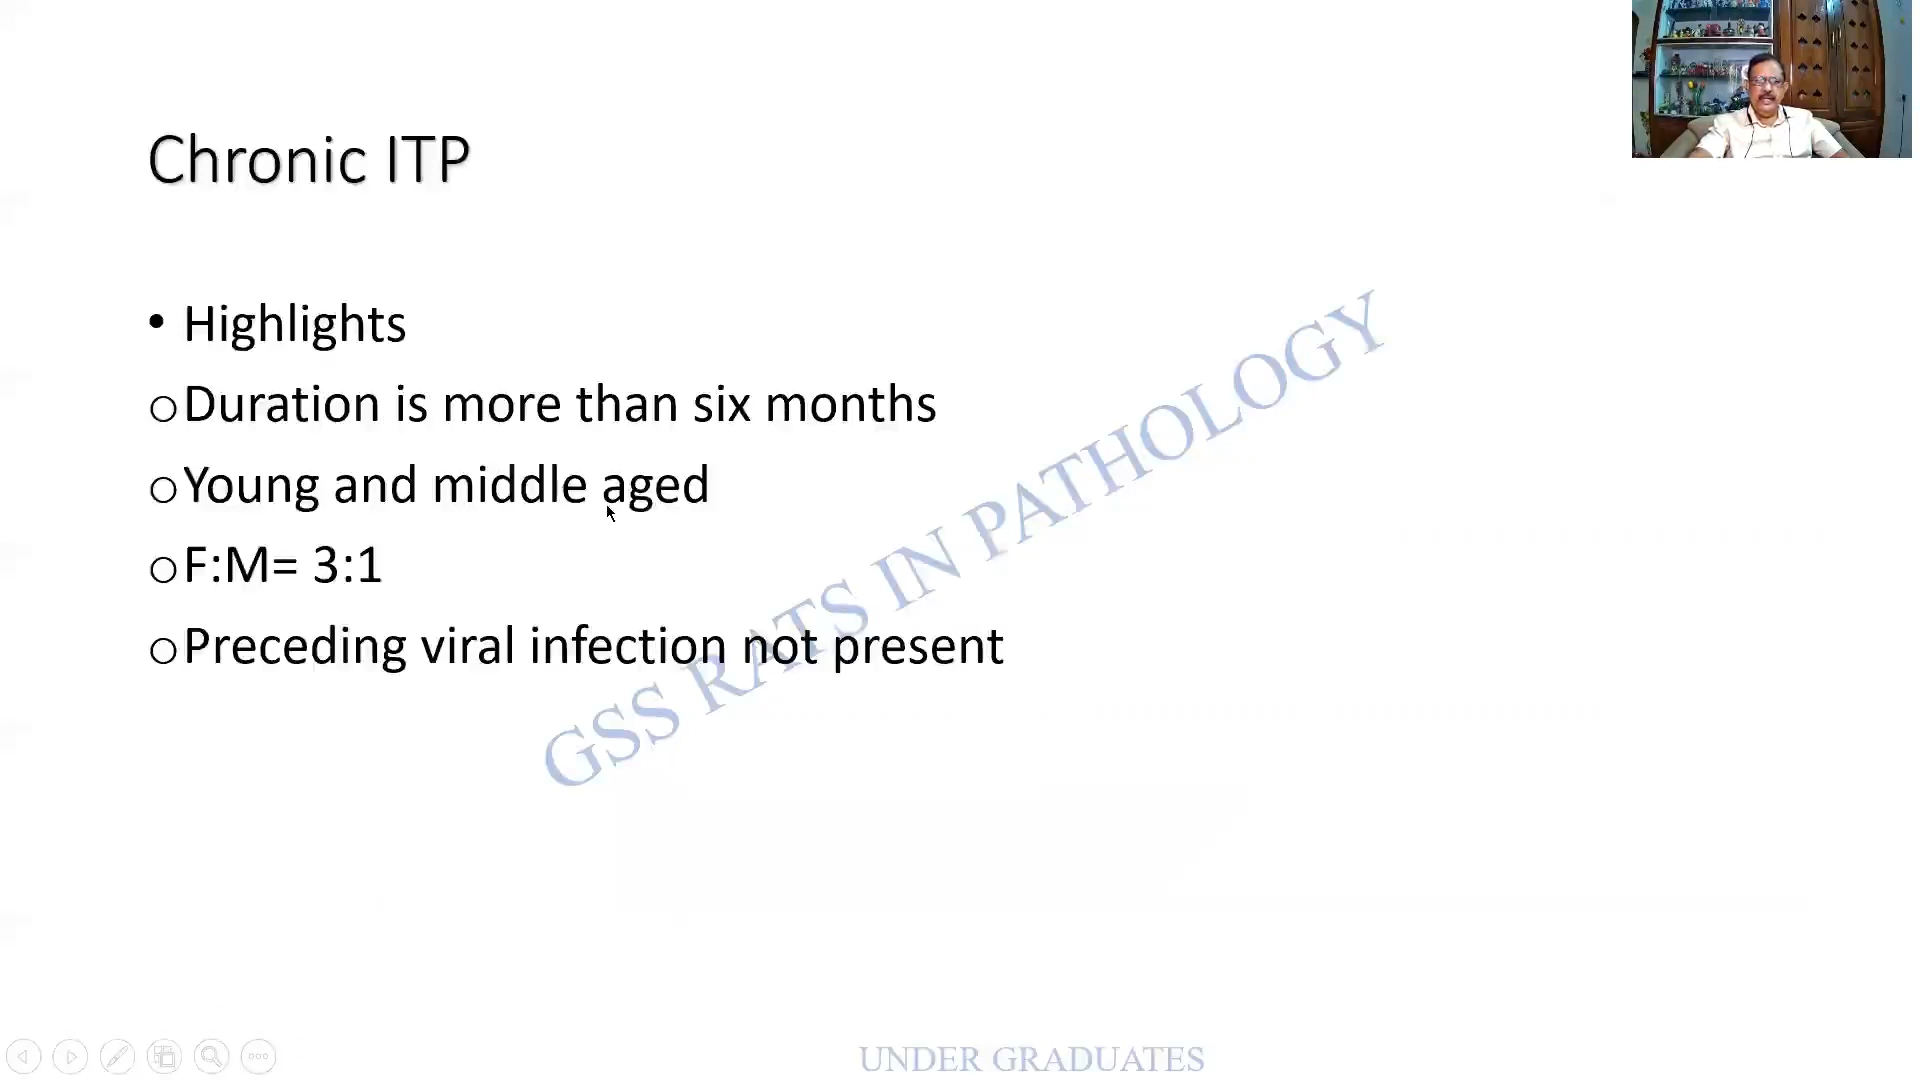 Chronic ITP
• Highlights
oDuration is more than six months
oYoung and middle aged
oF:M= 3:1
oPreceding viral infection not present
GSS RATS IN PATHOLOGY
UNDER GRADUATES